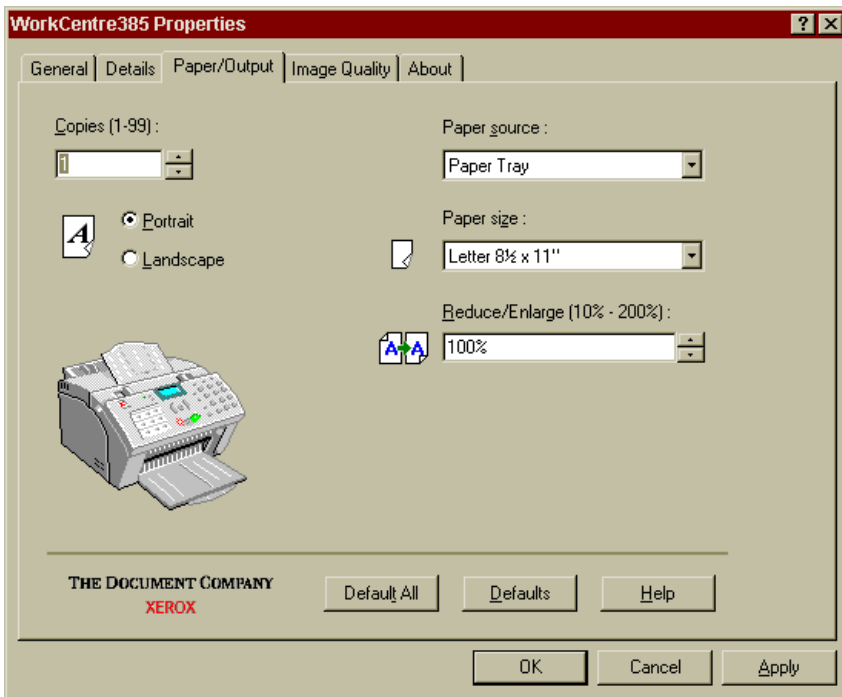 WorkCentre385 Properties
General Details Paper/Output Image Quality About
Copies (1-99) :
1
Portrait
Landscape
Paper source :
Paper Tray
Paper size :
Letter 8½ x 11"
Reduce/Enlarge (10% - 200%) :
A A
100%
A
THE DOCUMENT COMPANY
XEROX
Default All Defaults Help
OK Cancel Apply